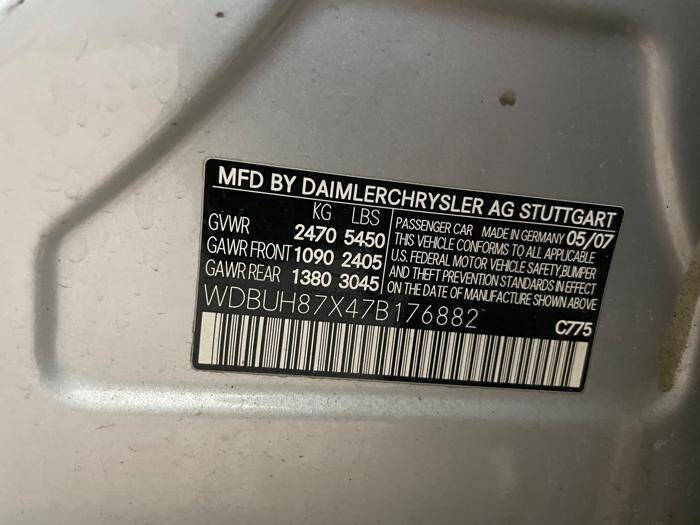 MFD BY DAIMLERCHRYSLER AG STUTTGART
KG LBS
GVWR 2470 5450
GAWR FRONT 1090 2405
GAWR REAR 1380 3045
PASSENGER CAR MADE IN GERMANY 05/07
THIS VEHICLE CONFORMS TO ALL APPLICABLE
U.S. FEDERAL MOTOR VEHICLE SAFETY,BUMPER
AND THEFT PREVENTION STANDARDS IN EFFECT
ON THE DATE OF MANUFACTURE SHOWN ABOVE
WDBUH87X47B176882
C775